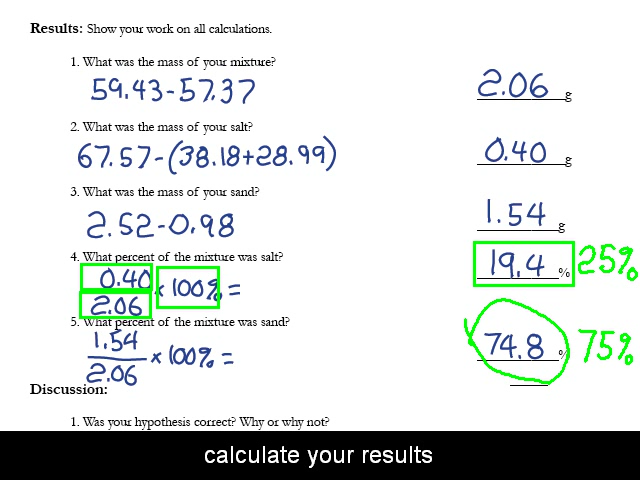 Results: Show your work on all calculations.
1. What was the mass of your mixture?
59.43-57.37 2.06 g
2. What was the mass of your salt?
67.57-(38.18+28.99) 0.40 g
3. What was the mass of your sand?
2.52-0.98 1.54 g
4. What percent of the mixture was salt?
0.40
2.06 × 100% = 19.4 % 25%
5. What percent of the mixture was sand?
1.54
2.06 × 100% = 74.8 % 75%
Discussion:
1. Was your hypothesis correct? Why or why not?
calculate your results